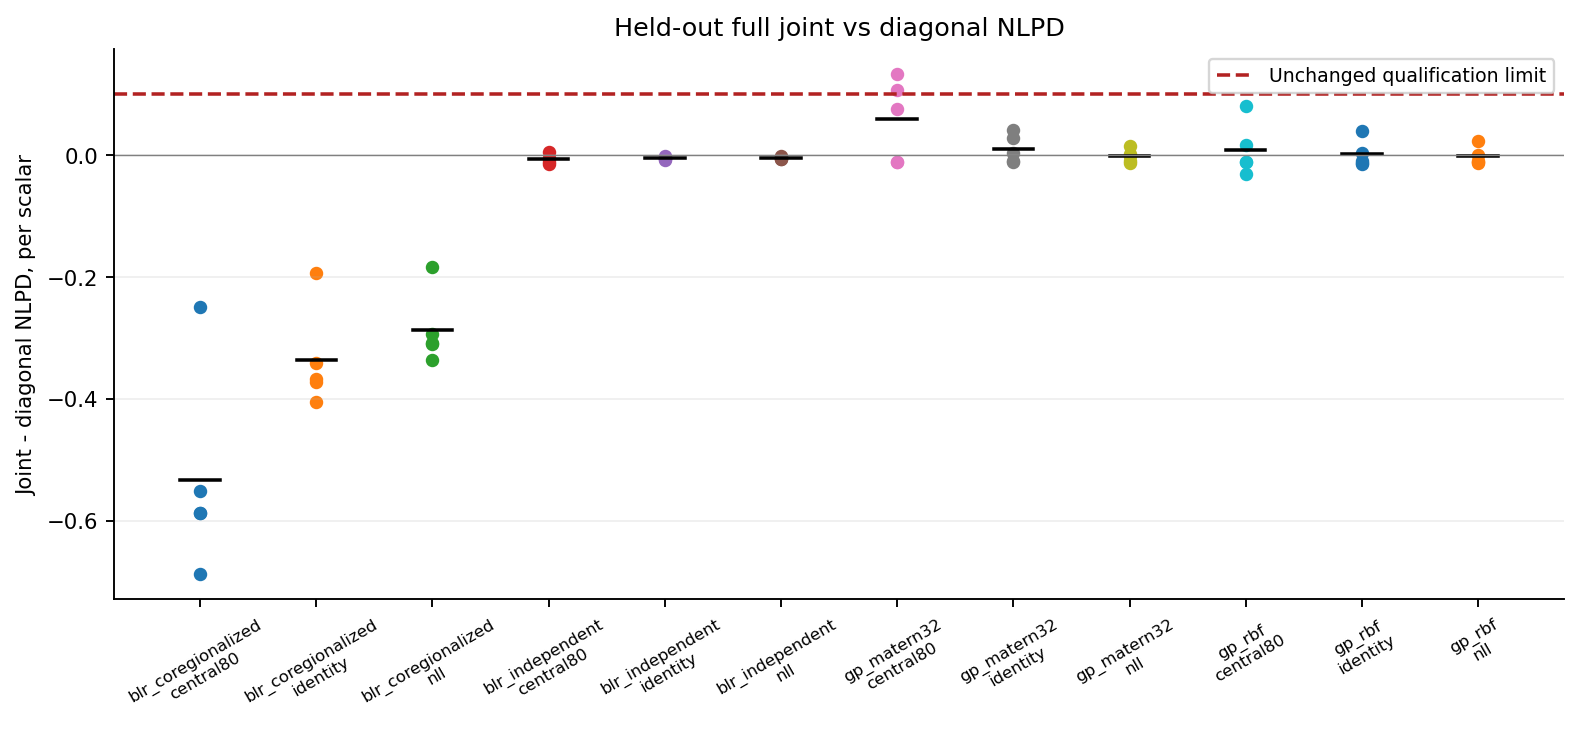 Held-out full joint vs diagonal NLPD
Unchanged qualification limit
Joint - diagonal NLPD, per scalar
0.0
−0.2
−0.4
−0.6
blr_coregionalized
central80
blr_coregionalized
identity
blr_coregionalized
nll
blr_independent
central80
blr_independent
identity
blr_independent
nll
gp_matern32
central80
gp_matern32
identity
gp_matern32
nll
gp_rbf
central80
gp_rbf
identity
gp_rbf
nll